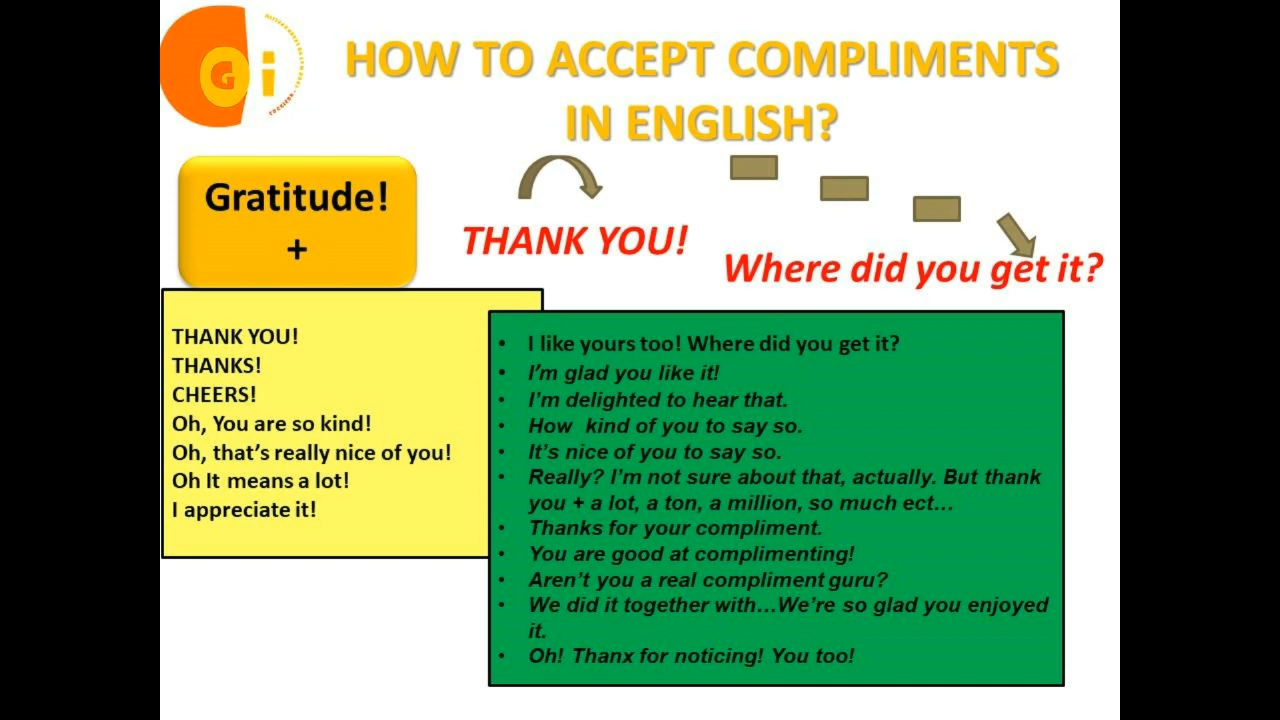 G i
HOW TO ACCEPT COMPLIMENTS
IN ENGLISH?
Gratitude!
+
THANK YOU!
Where did you get it?
THANK YOU!
THANKS!
CHEERS!
Oh, You are so kind!
Oh, that's really nice of you!
Oh It means a lot!
I appreciate it!
• I like yours too! Where did you get it?
• I'm glad you like it!
• I'm delighted to hear that.
• How kind of you to say so.
• It's nice of you to say so.
• Really? I'm not sure about that, actually. But thank
you + a lot, a ton, a million, so much ect…
• Thanks for your compliment.
• You are good at complimenting!
• Aren't you a real compliment guru?
• We did it together with…We're so glad you enjoyed
it.
• Oh! Thanx for noticing! You too!